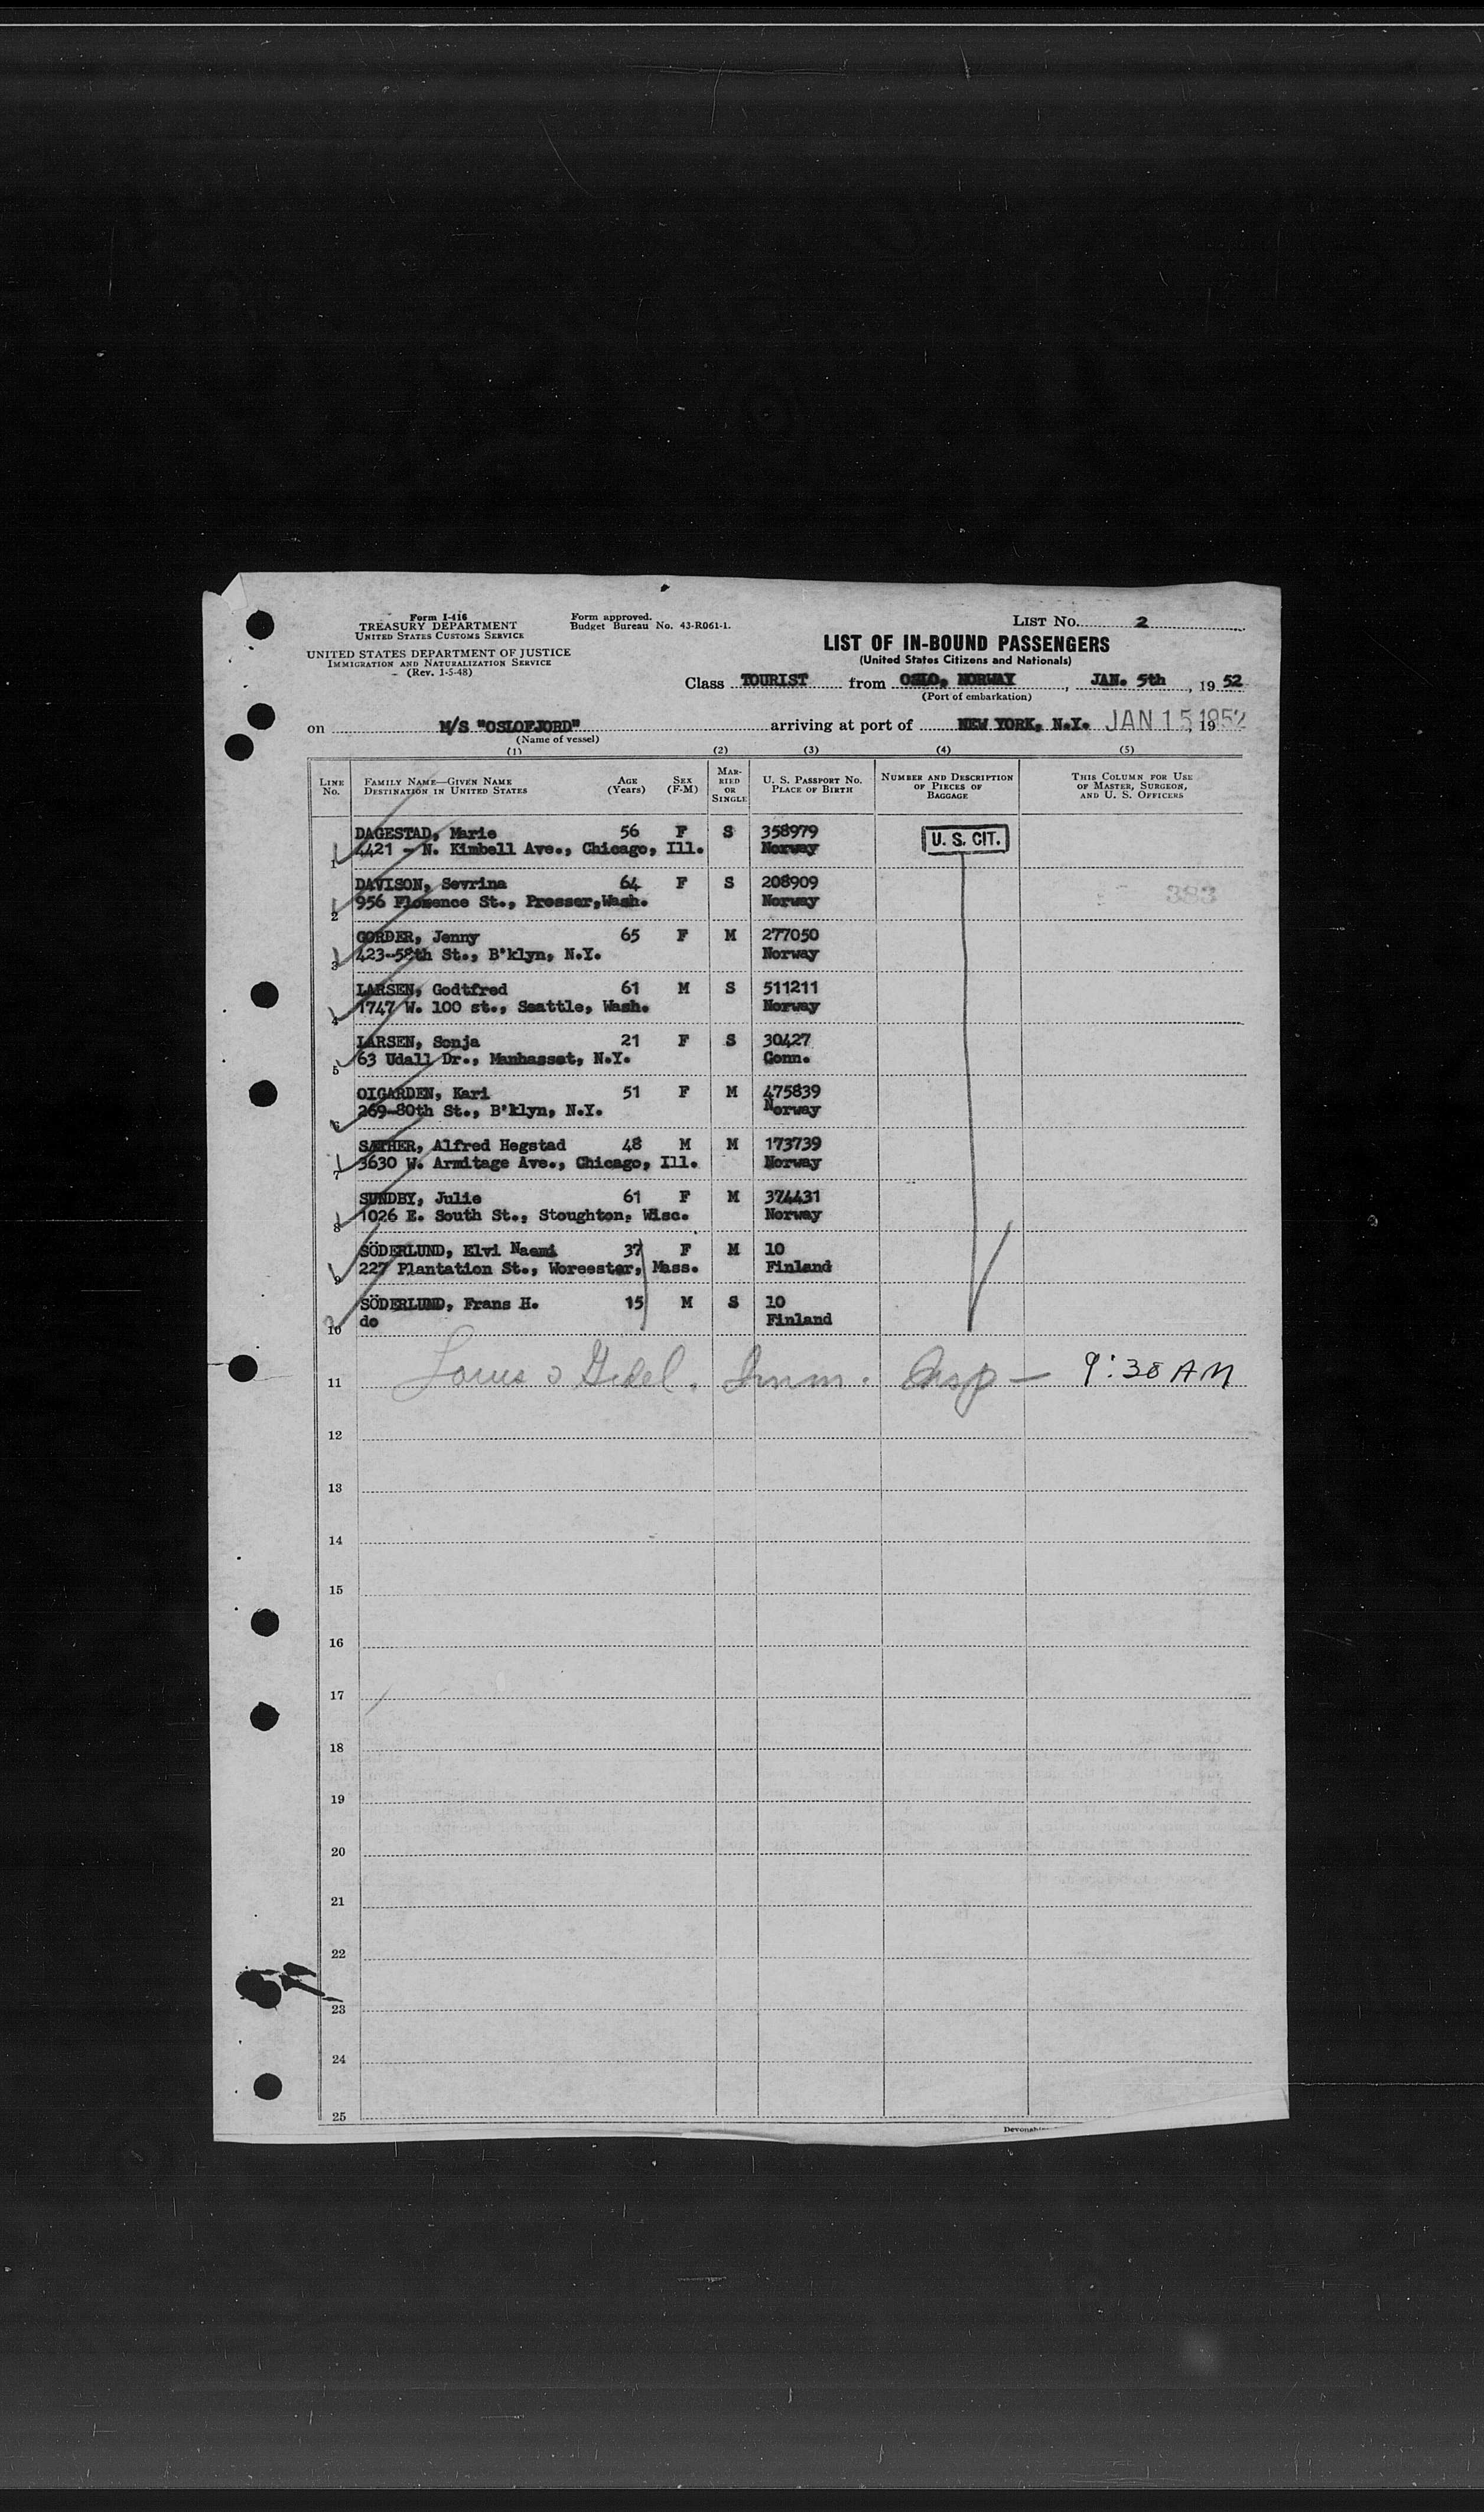 Form I-416
TREASURY DEPARTMENT
UNITED STATES CUSTOMS SERVICE
UNITED STATES DEPARTMENT OF JUSTICE
IMMIGRATION AND NATURALIZATION SERVICE
(Rev. 1-5-48)
Form approved.
Budget Bureau No. 43-R061-1.
LIST No. 2
LIST OF IN-BOUND PASSENGERS
(United States Citizens and Nationals)
Class TOURIST from OSLO, NORWAY, JAN. 5th, 19 52
(Port of embarkation)
on M/S "OSLOFJORD" arriving at port of NEW YORK, N.Y. JAN 15 1952, 19
(Name of vessel)
(1) (2) (3) (4) (5)
LINE No. FAMILY NAME—GIVEN NAME DESTINATION IN UNITED STATES AGE (Years) SEX (F-M) MARRIED OR SINGLE U. S. PASSPORT No. PLACE OF BIRTH NUMBER AND DESCRIPTION OF PIECES OF BAGGAGE THIS COLUMN FOR USE OF MASTER, SURGEON, AND U. S. OFFICERS
DAGESTAD, Marie 56 F S 358979 U. S. CIT.
1 4421 - N. Kimbell Ave., Chicago, Ill. Norway
DAVISON, Sevrina 64 F S 208909 383
2 956 Florence St., Prosser,Wash. Norway
GORDER, Jenny 65 F M 277050
3 423-58th St., B'klyn, N.Y. Norway
LARSEN, Godtfred 61 M S 511211
4 1747 W. 100 st., Seattle, Wash. Norway
LARSEN, Sonja 21 F S 30427
5 63 Udall Dr., Manhasset, N.Y. Conn.
OIGARDEN, Kari 51 F M 475839
6 269-80th St., B'klyn, N.Y. Norway
SÆTHER, Alfred Hegstad 48 M M 173739
7 3630 W. Armitage Ave., Chicago, Ill. Norway
SUNDBY, Julie 61 F M 374431
8 1026 E. South St., Stoughton, Wisc. Norway
SÖDERLUND, Elvi Naemi 37 F M 10
9 227 Plantation St., Worcester, Mass. Finland
SÖDERLUND, Frans H. 15 M S 10
10 do Finland
11 Imm. Insp — 9:30 AM
12
13
14
15
16
17
18
19
20
21
22
23
24
25